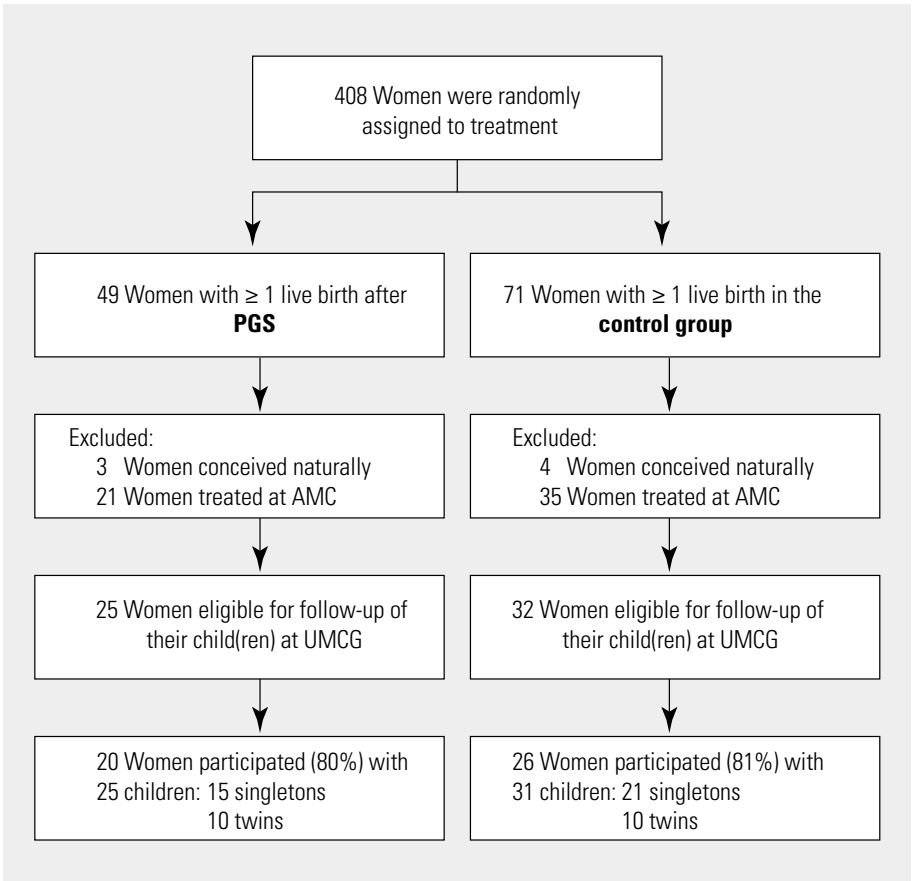 408 Women were randomly
assigned to treatment
49 Women with ≥ 1 live birth after
PGS
71 Women with ≥ 1 live birth in the
control group
Excluded:
3 Women conceived naturally
21 Women treated at AMC
Excluded:
4 Women conceived naturally
35 Women treated at AMC
25 Women eligible for follow-up of
their child(ren) at UMCG
32 Women eligible for follow-up of
their child(ren) at UMCG
20 Women participated (80%) with
25 children: 15 singletons
10 twins
26 Women participated (81%) with
31 children: 21 singletons
10 twins